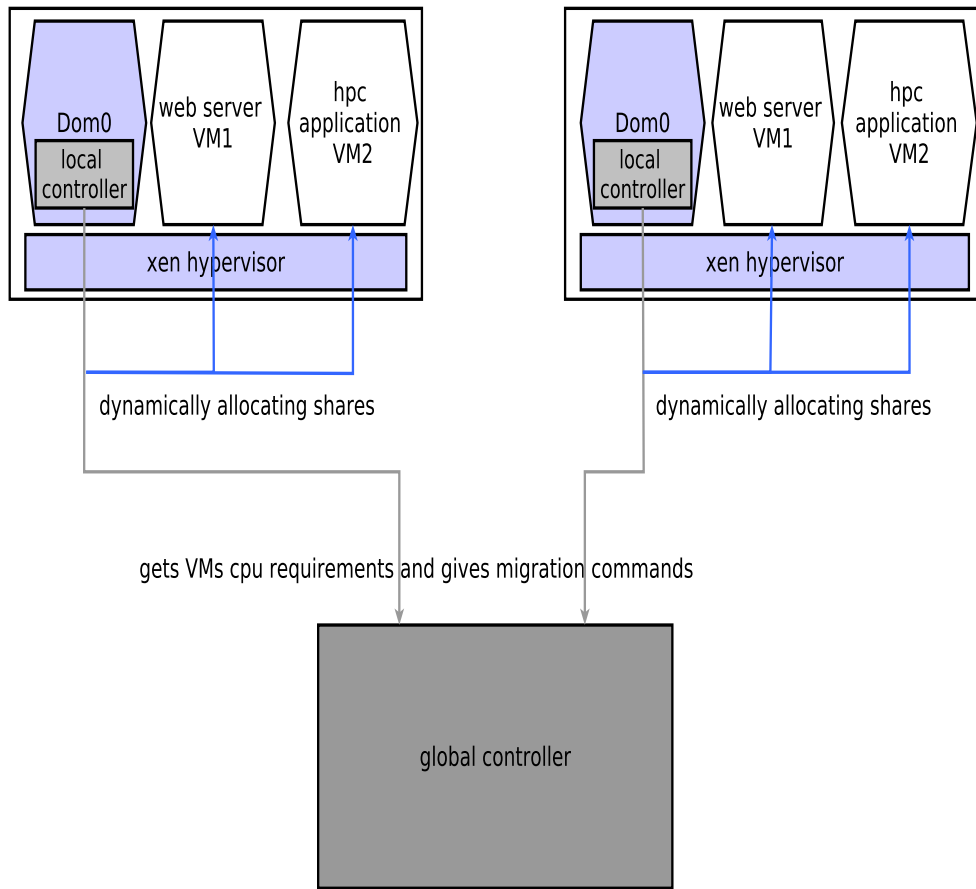 Dom0
local
controller
web server
VM1
hpc
application
VM2
xen hypervisor
dynamically allocating shares
Dom0
local
controller
web server
VM1
hpc
application
VM2
xen hypervisor
dynamically allocating shares
gets VMs cpu requirements and gives migration commands
global controller